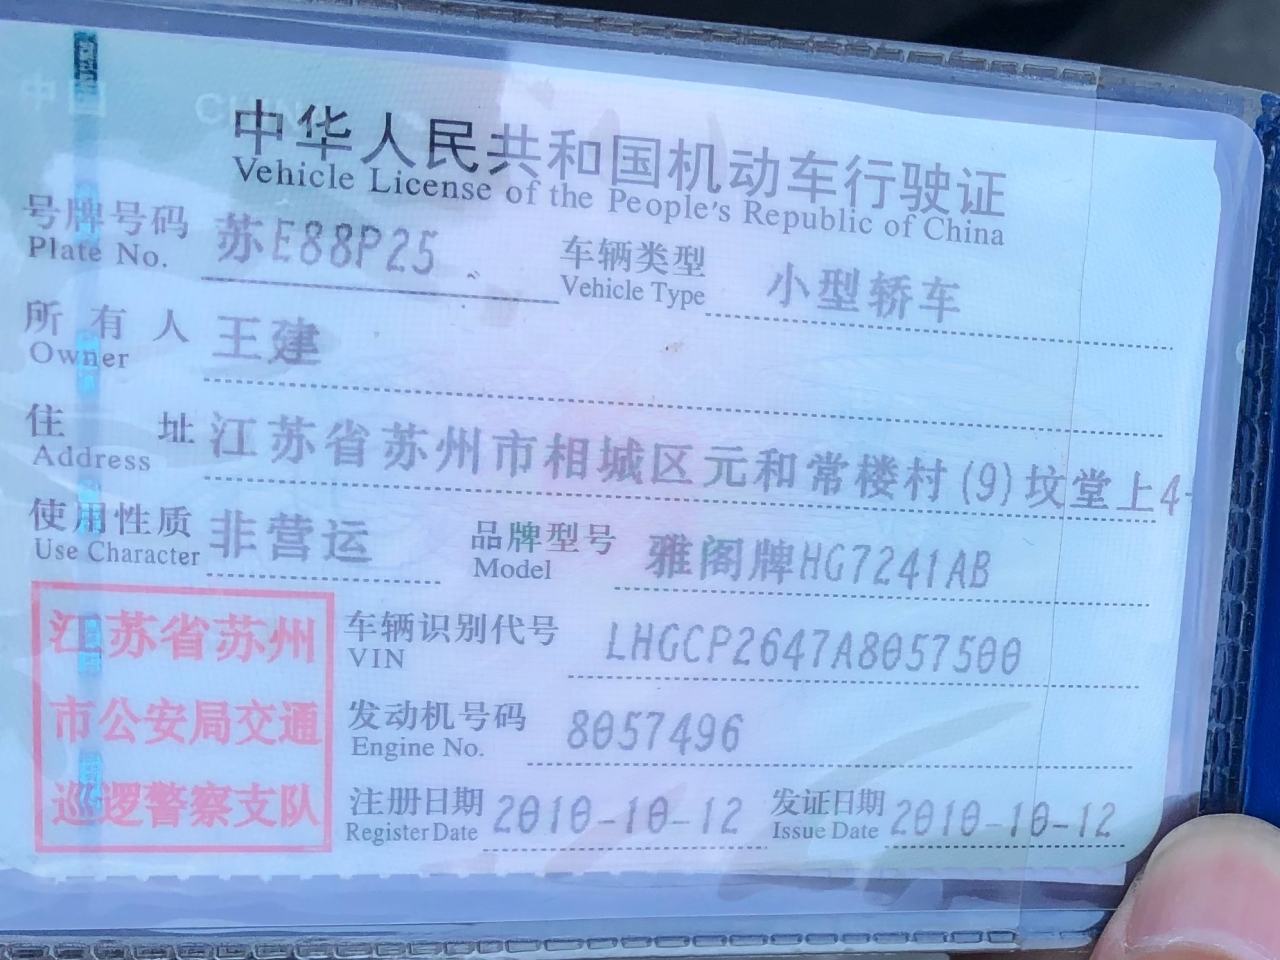 中国 CHINA
中华人民共和国机动车行驶证
Vehicle License of the People's Republic of China
号牌号码 苏E88P25 车辆类型 小型轿车
Plate No. Vehicle Type
所有人 王建
Owner
住址 江苏省苏州市相城区元和常楼村(9)坟堂上4
Address
使用性质 非营运 品牌型号 雅阁牌HG7241AB
Use Character Model
江苏省苏州
市公安局交通
巡逻警察支队
车辆识别代号 LHGCP2647A8057500
VIN
发动机号码 8057496
Engine No.
注册日期 2010-10-12 发证日期 2010-10-12
Register Date Issue Date